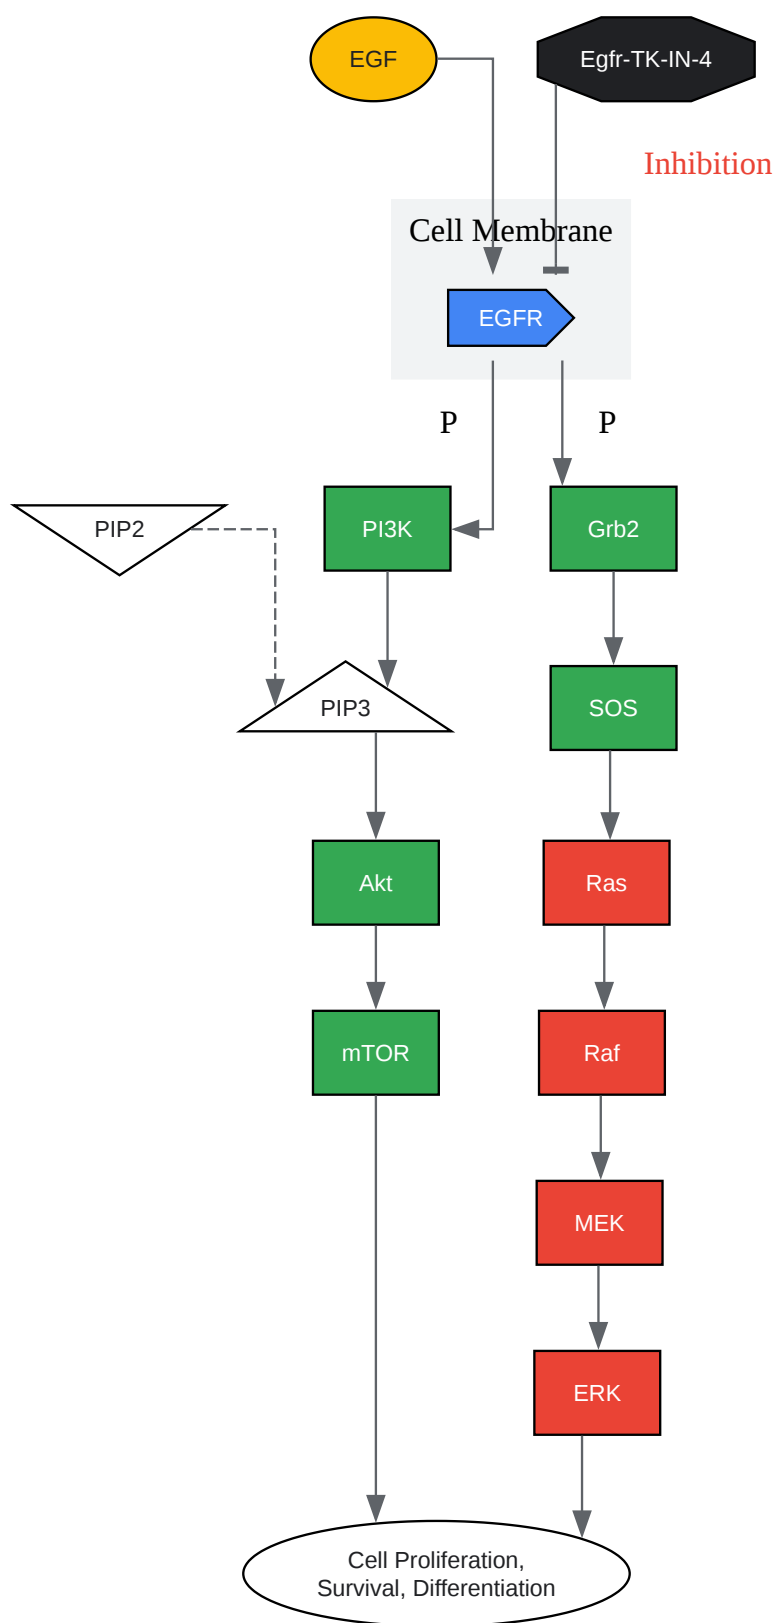 EGF
Egfr-TK-IN-4
Inhibition
Cell Membrane
EGFR
P
P
PIP2
PI3K
Grb2
PIP3
SOS
Akt
Ras
mTOR
Raf
MEK
ERK
Cell Proliferation,
Survival, Differentiation